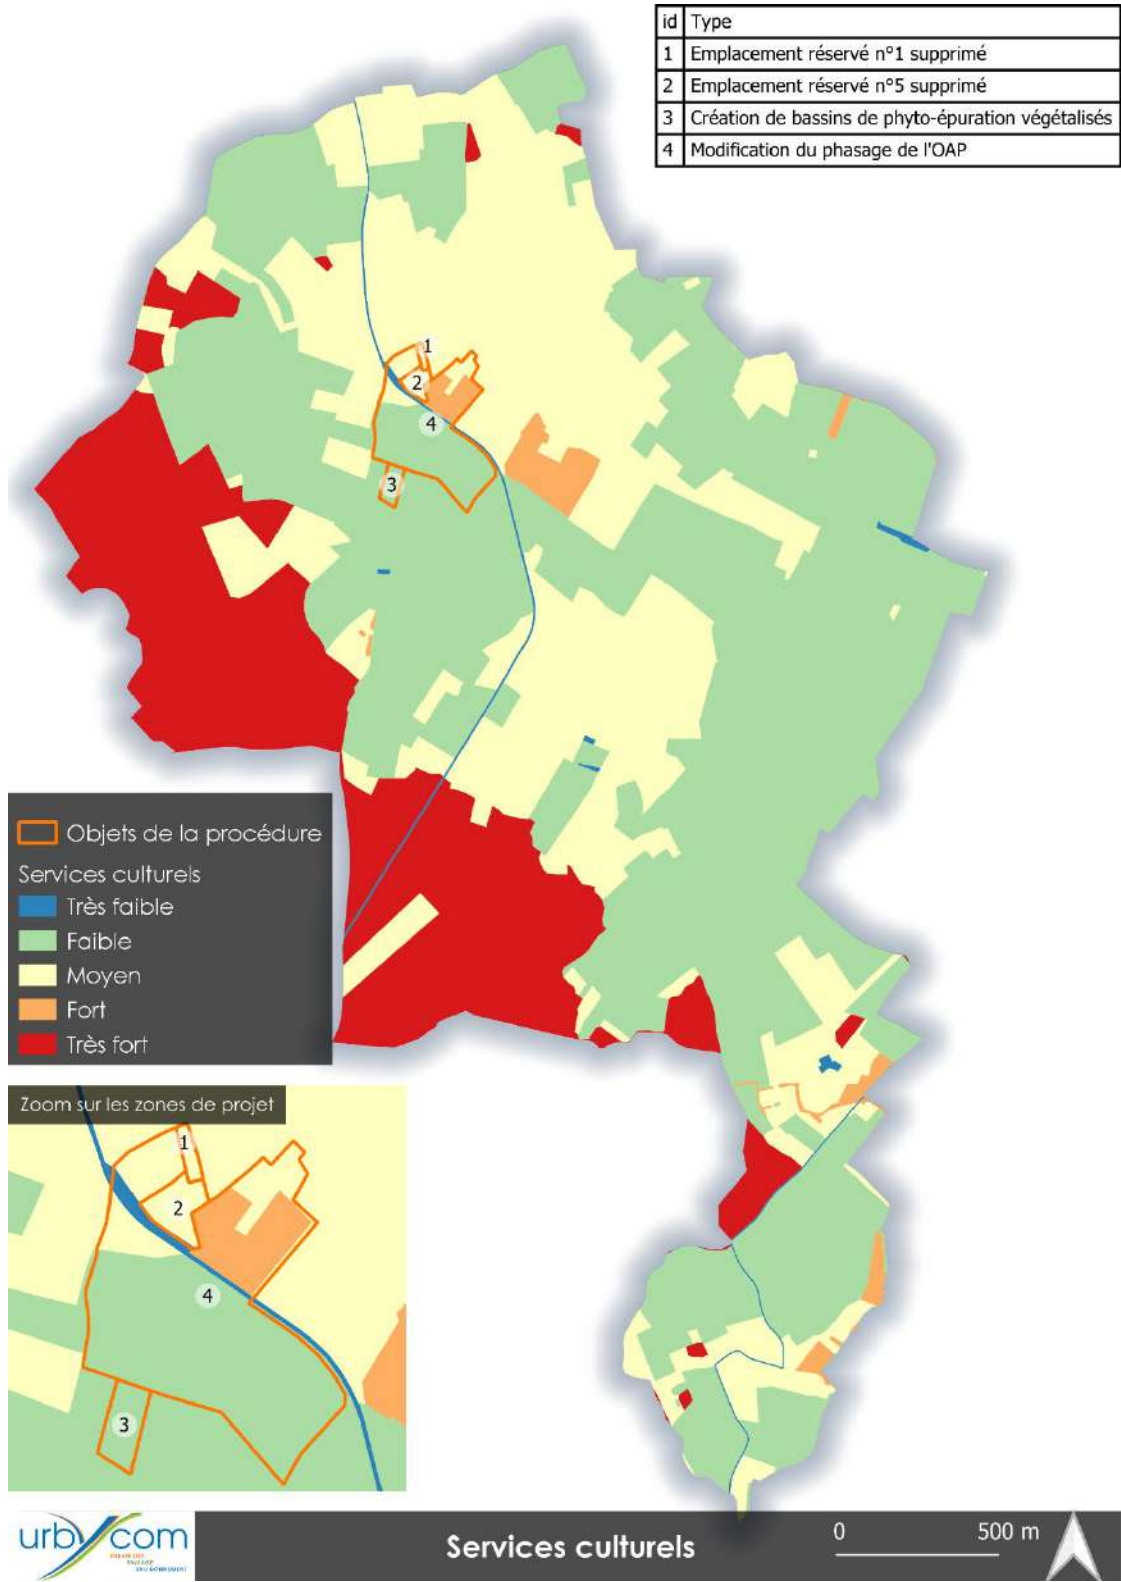 id Type
1 Emplacement réservé n°1 supprimé
2 Emplacement réservé n°5 supprimé
3 Création de bassins de phyto-épuration végétalisés
4 Modification du phasage de l'OAP
1
2
4
3
Objets de la procédure
Services culturels
Très faible
Faible
Moyen
Fort
Très fort
Zoom sur les zones de projet
1
2
4
3
urbycom
PAYSAGE
ENVIRONNEMENT
Services culturels
0 500 m